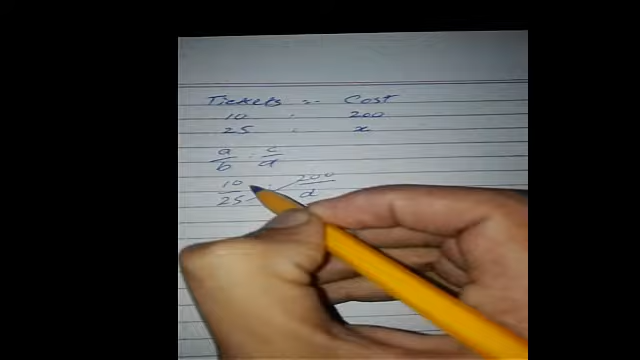 Tickets :- Cost
10 : 200
25 : x
a/b : c/d
10/25 : 200/d